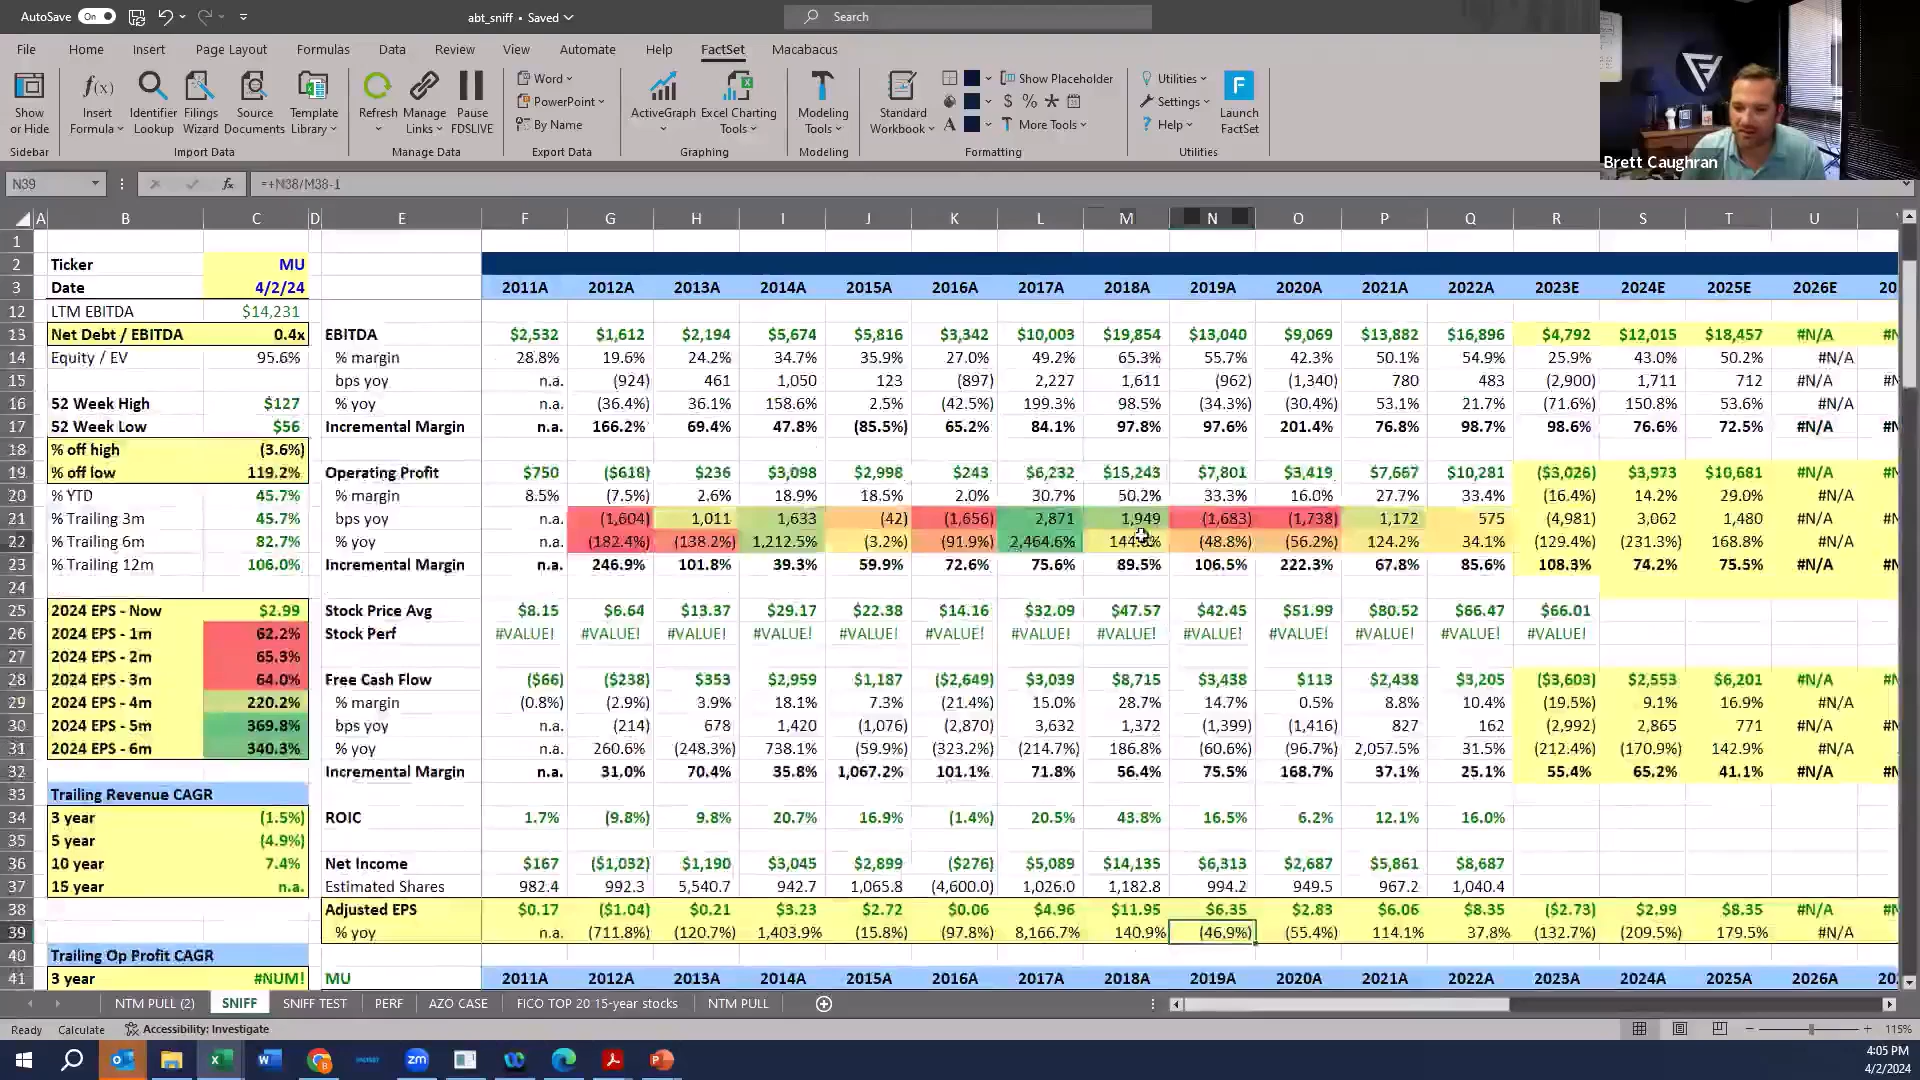 AutoSave On abt_sniff • Saved Search
File Home Insert Page Layout Formulas Data Review View Automate Help FactSet Macabacus
Show or Hide Insert Formula Identifier Lookup Filings Wizard Source Documents Template Library Refresh Manage Links Pause FDSLIVE Word PowerPoint By Name ActiveGraph Excel Charting Tools Modeling Tools Standard Workbook Show Placeholder $ % More Tools Utilities Settings Help Launch FactSet
Sidebar Import Data Manage Data Export Data Graphing Modeling Formatting Utilities
Brett Caughran
N39 fx =+N38/M38-1
A B C D E F G H I J K L M N O P Q R S T U
1
2 Ticker MU
3 Date 4/2/24 2011A 2012A 2013A 2014A 2015A 2016A 2017A 2018A 2019A 2020A 2021A 2022A 2023E 2024E 2025E 2026E 20
12 LTM EBITDA $14,231
13 Net Debt / EBITDA 0.4x EBITDA $2,532 $1,612 $2,194 $5,674 $5,816 $3,342 $10,003 $19,854 $13,040 $9,069 $13,882 $16,896 $4,792 $12,015 $18,457 #N/A #N
14 Equity / EV 95.6% % margin 28.8% 19.6% 24.2% 34.7% 35.9% 27.0% 49.2% 65.3% 55.7% 42.3% 50.1% 54.9% 25.9% 43.0% 50.2% #N/A
15 bps yoy n.a. (924) 461 1,050 123 (897) 2,227 1,611 (962) (1,340) 780 483 (2,900) 1,711 712 #N/A #N
16 52 Week High $127 % yoy n.a. (36.4%) 36.1% 158.6% 2.5% (42.5%) 199.3% 98.5% (34.3%) (30.4%) 53.1% 21.7% (71.6%) 150.8% 53.6% #N/A
17 52 Week Low $56 Incremental Margin n.a. 166.2% 69.4% 47.8% (85.5%) 65.2% 84.1% 97.8% 97.6% 201.4% 76.8% 98.7% 98.6% 76.6% 72.5% #N/A #N
18 % off high (3.6%)
19 % off low 119.2% Operating Profit $750 ($618) $236 $3,098 $2,998 $243 $6,232 $15,243 $7,801 $3,419 $7,667 $10,281 ($3,026) $3,973 $10,681 #N/A #N
20 % YTD 45.7% % margin 8.5% (7.5%) 2.6% 18.9% 18.5% 2.0% 30.7% 50.2% 33.3% 16.0% 27.7% 33.4% (16.4%) 14.2% 29.0% #N/A
21 % Trailing 3m 45.7% bps yoy n.a. (1,604) 1,011 1,633 (42) (1,656) 2,871 1,949 (1,683) (1,738) 1,172 575 (4,981) 3,062 1,480 #N/A #N
22 % Trailing 6m 82.7% % yoy n.a. (182.4%) (138.2%) 1,212.5% (3.2%) (91.9%) 2,464.6% (48.8%) (56.2%) 124.2% 34.1% (129.4%) (231.3%) 168.8% #N/A
23 % Trailing 12m 106.0% Incremental Margin n.a. 246.9% 101.8% 39.3% 59.9% 72.6% 75.6% 89.5% 106.5% 222.3% 67.8% 85.6% 108.3% 74.2% 75.5% #N/A #N
24
25 2024 EPS - Now $2.99 Stock Price Avg $8.15 $6.64 $13.37 $29.17 $22.38 $14.16 $32.09 $47.57 $42.45 $51.99 $80.52 $66.47 $66.01
26 2024 EPS - 1m 62.2% Stock Perf #VALUE! #VALUE! #VALUE! #VALUE! #VALUE! #VALUE! #VALUE! #VALUE! #VALUE! #VALUE! #VALUE! #VALUE! #VALUE!
27 2024 EPS - 2m 65.3%
28 2024 EPS - 3m 64.0% Free Cash Flow ($66) ($238) $353 $2,959 $1,187 ($2,649) $3,039 $8,715 $3,438 $113 $2,438 $3,205 ($3,603) $2,553 $6,201 #N/A #N
29 2024 EPS - 4m 220.2% % margin (0.8%) (2.9%) 3.9% 18.1% 7.3% (21.4%) 15.0% 28.7% 14.7% 0.5% 8.8% 10.4% (19.5%) 9.1% 16.9% #N/A
30 2024 EPS - 5m 369.8% bps yoy n.a. (214) 678 1,420 (1,076) (2,870) 3,632 1,372 (1,399) (1,416) 827 162 (2,992) 2,865 771 #N/A #N
31 2024 EPS - 6m 340.3% % yoy n.a. 260.6% (248.3%) 738.1% (59.9%) (323.2%) (214.7%) 186.8% (60.6%) (96.7%) 2,057.5% 31.5% (212.4%) (170.9%) 142.9% #N/A
32 Incremental Margin n.a. 31.0% 70.4% 35.8% 1,067.2% 101.1% 71.8% 56.4% 75.5% 168.7% 37.1% 25.1% 55.4% 65.2% 41.1% #N/A #N
33 Trailing Revenue CAGR
34 3 year (1.5%) ROIC 1.7% (9.8%) 9.8% 20.7% 16.9% (1.4%) 20.5% 43.8% 16.5% 6.2% 12.1% 16.0%
35 5 year (4.9%)
36 10 year 7.4% Net Income $167 ($1,032) $1,190 $3,045 $2,899 ($276) $5,089 $14,135 $6,313 $2,687 $5,861 $8,687
37 15 year n.a. Estimated Shares 982.4 992.3 5,540.7 942.7 1,065.8 (4,600.0) 1,026.0 1,182.8 994.2 949.5 967.2 1,040.4
38 Adjusted EPS $0.17 ($1.04) $0.21 $3.23 $2.72 $0.06 $4.96 $11.95 $6.35 $2.83 $6.06 $8.35 ($2.73) $2.99 $8.35 #N/A #N
39 % yoy n.a. (711.8%) (120.7%) 1,403.9% (15.8%) (97.8%) 8,166.7% 140.9% (46.9%) (55.4%) 114.1% 37.8% (132.7%) (209.5%) 179.5% #N/A
40 Trailing Op Profit CAGR
41 3 year #NUM! MU 2011A 2012A 2013A 2014A 2015A 2016A 2017A 2018A 2019A 2020A 2021A 2022A 2023A 2024A 2025A 2026A 20
NTM PULL (2) SNIFF SNIFF TEST PERF AZO CASE FICO TOP 20 15-year stocks NTM PULL
Ready Calculate Accessibility: Investigate 115%
4:05 PM
4/2/2024